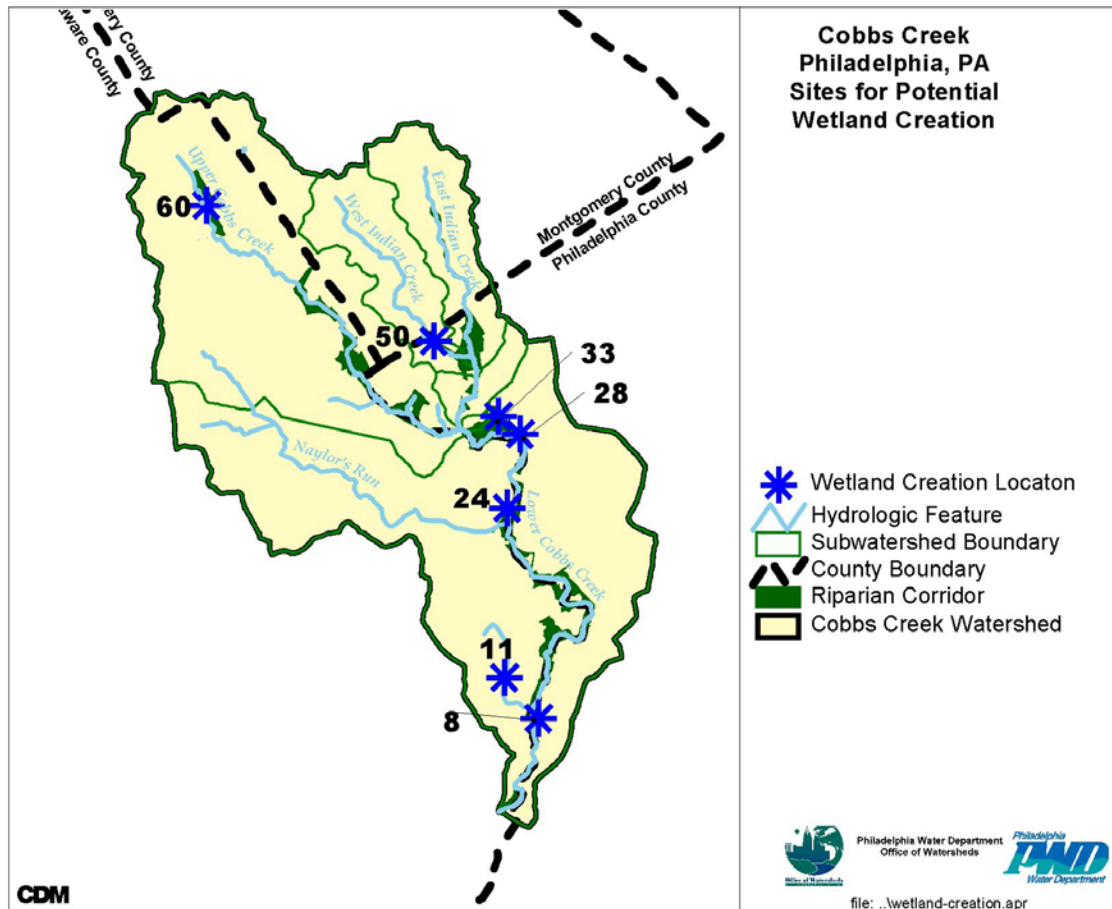 Cobbs Creek
Philadelphia, PA
Sites for Potential
Wetland Creation
ery County
ware County
Montgomery County
Philadelphia County
Upper Cobbs Creek
West Indian Creek
East Indian Creek
60
50
33
28
Naylor's Run
24
Lower Cobbs Creek
11
8
Wetland Creation Locaton
Hydrologic Feature
Subwatershed Boundary
County Boundary
Riparian Corridor
Cobbs Creek Watershed
Office of Watersheds
Philadelphia Water Department
Office of Watersheds
Philadelphia
PWD
Water Department
CDM
file: ..\wetland-creation.apr